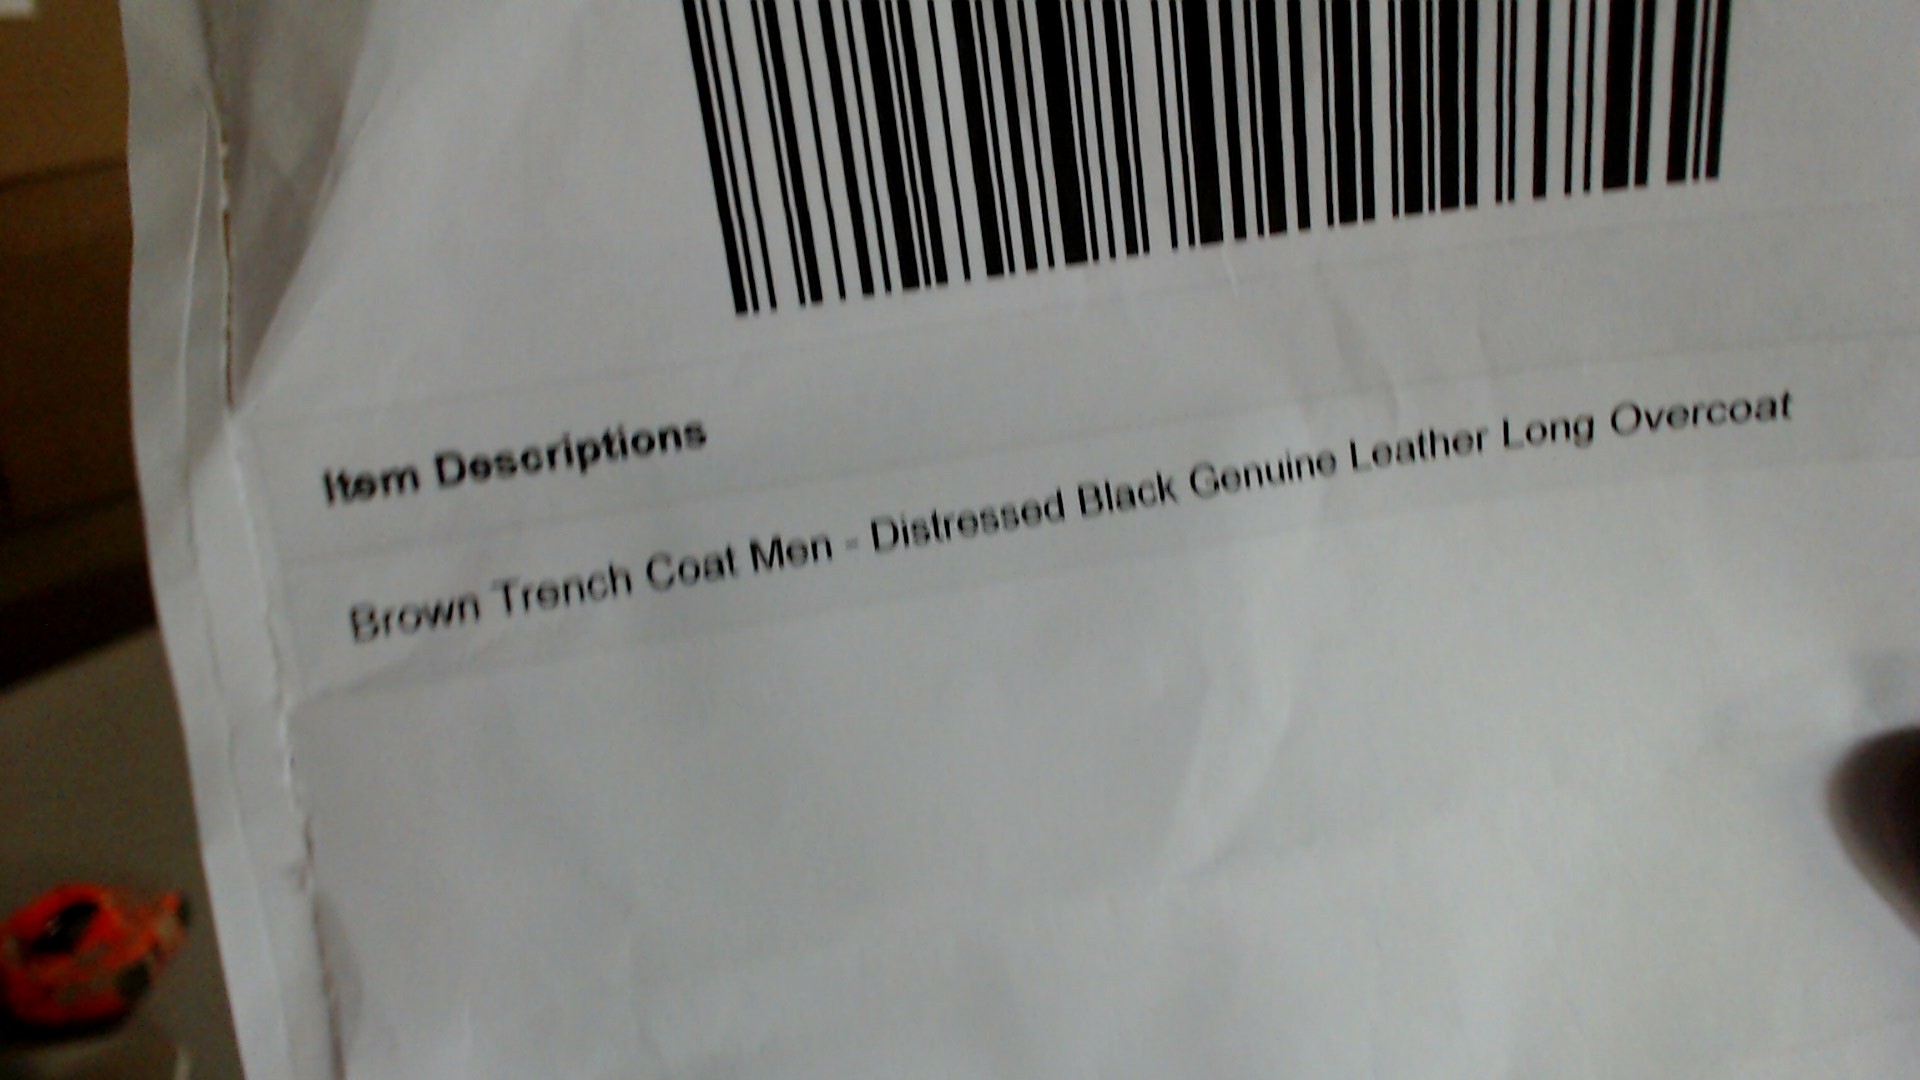 Item Descriptions
Brown Trench Coat Men - Distressed Black Genuine Leather Long Overcoat